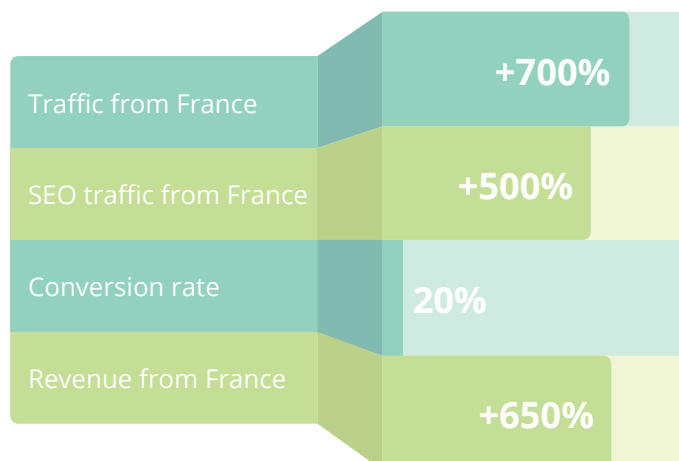 Traffic from France
+700%
SEO traffic from France
+500%
Conversion rate
20%
Revenue from France
+650%